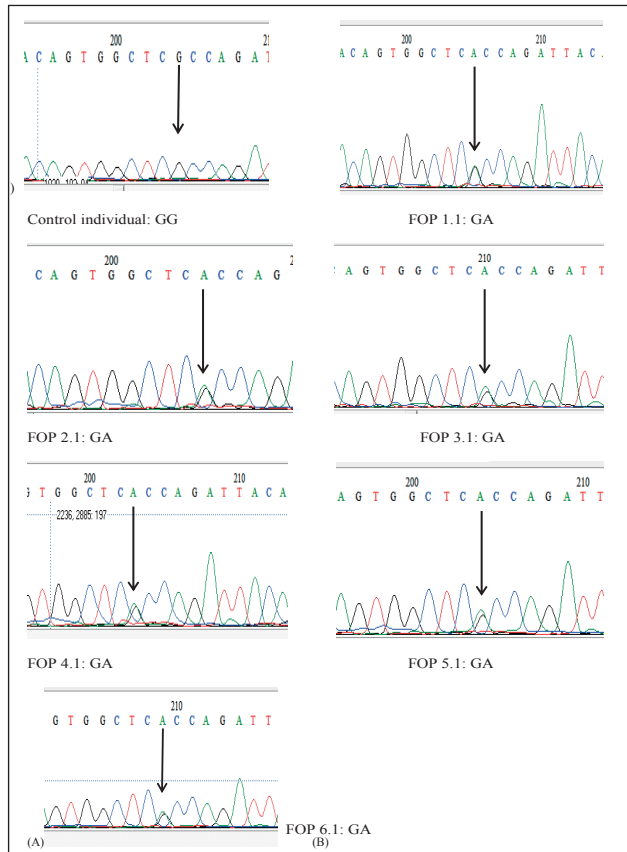 200 21
A C A G T G G C T C G C C A G A T
)
Control individual: GG
200 210
A C A G T G G C T C A C C A G A T T A C A
FOP 1.1: GA
200 2
C A G T G G C T C A C C A G
FOP 2.1: GA
210
A G T G G C T C A C C A G A T T
FOP 3.1: GA
200 210
G T G G C T C A C C A G A T T A C A
2236, 2885: 197
FOP 4.1: GA
200 210
A G T G G C T C A C C A G A T T
FOP 5.1: GA
210
G T G G C T C A C C A G A T T
FOP 6.1: GA
(A) (B)